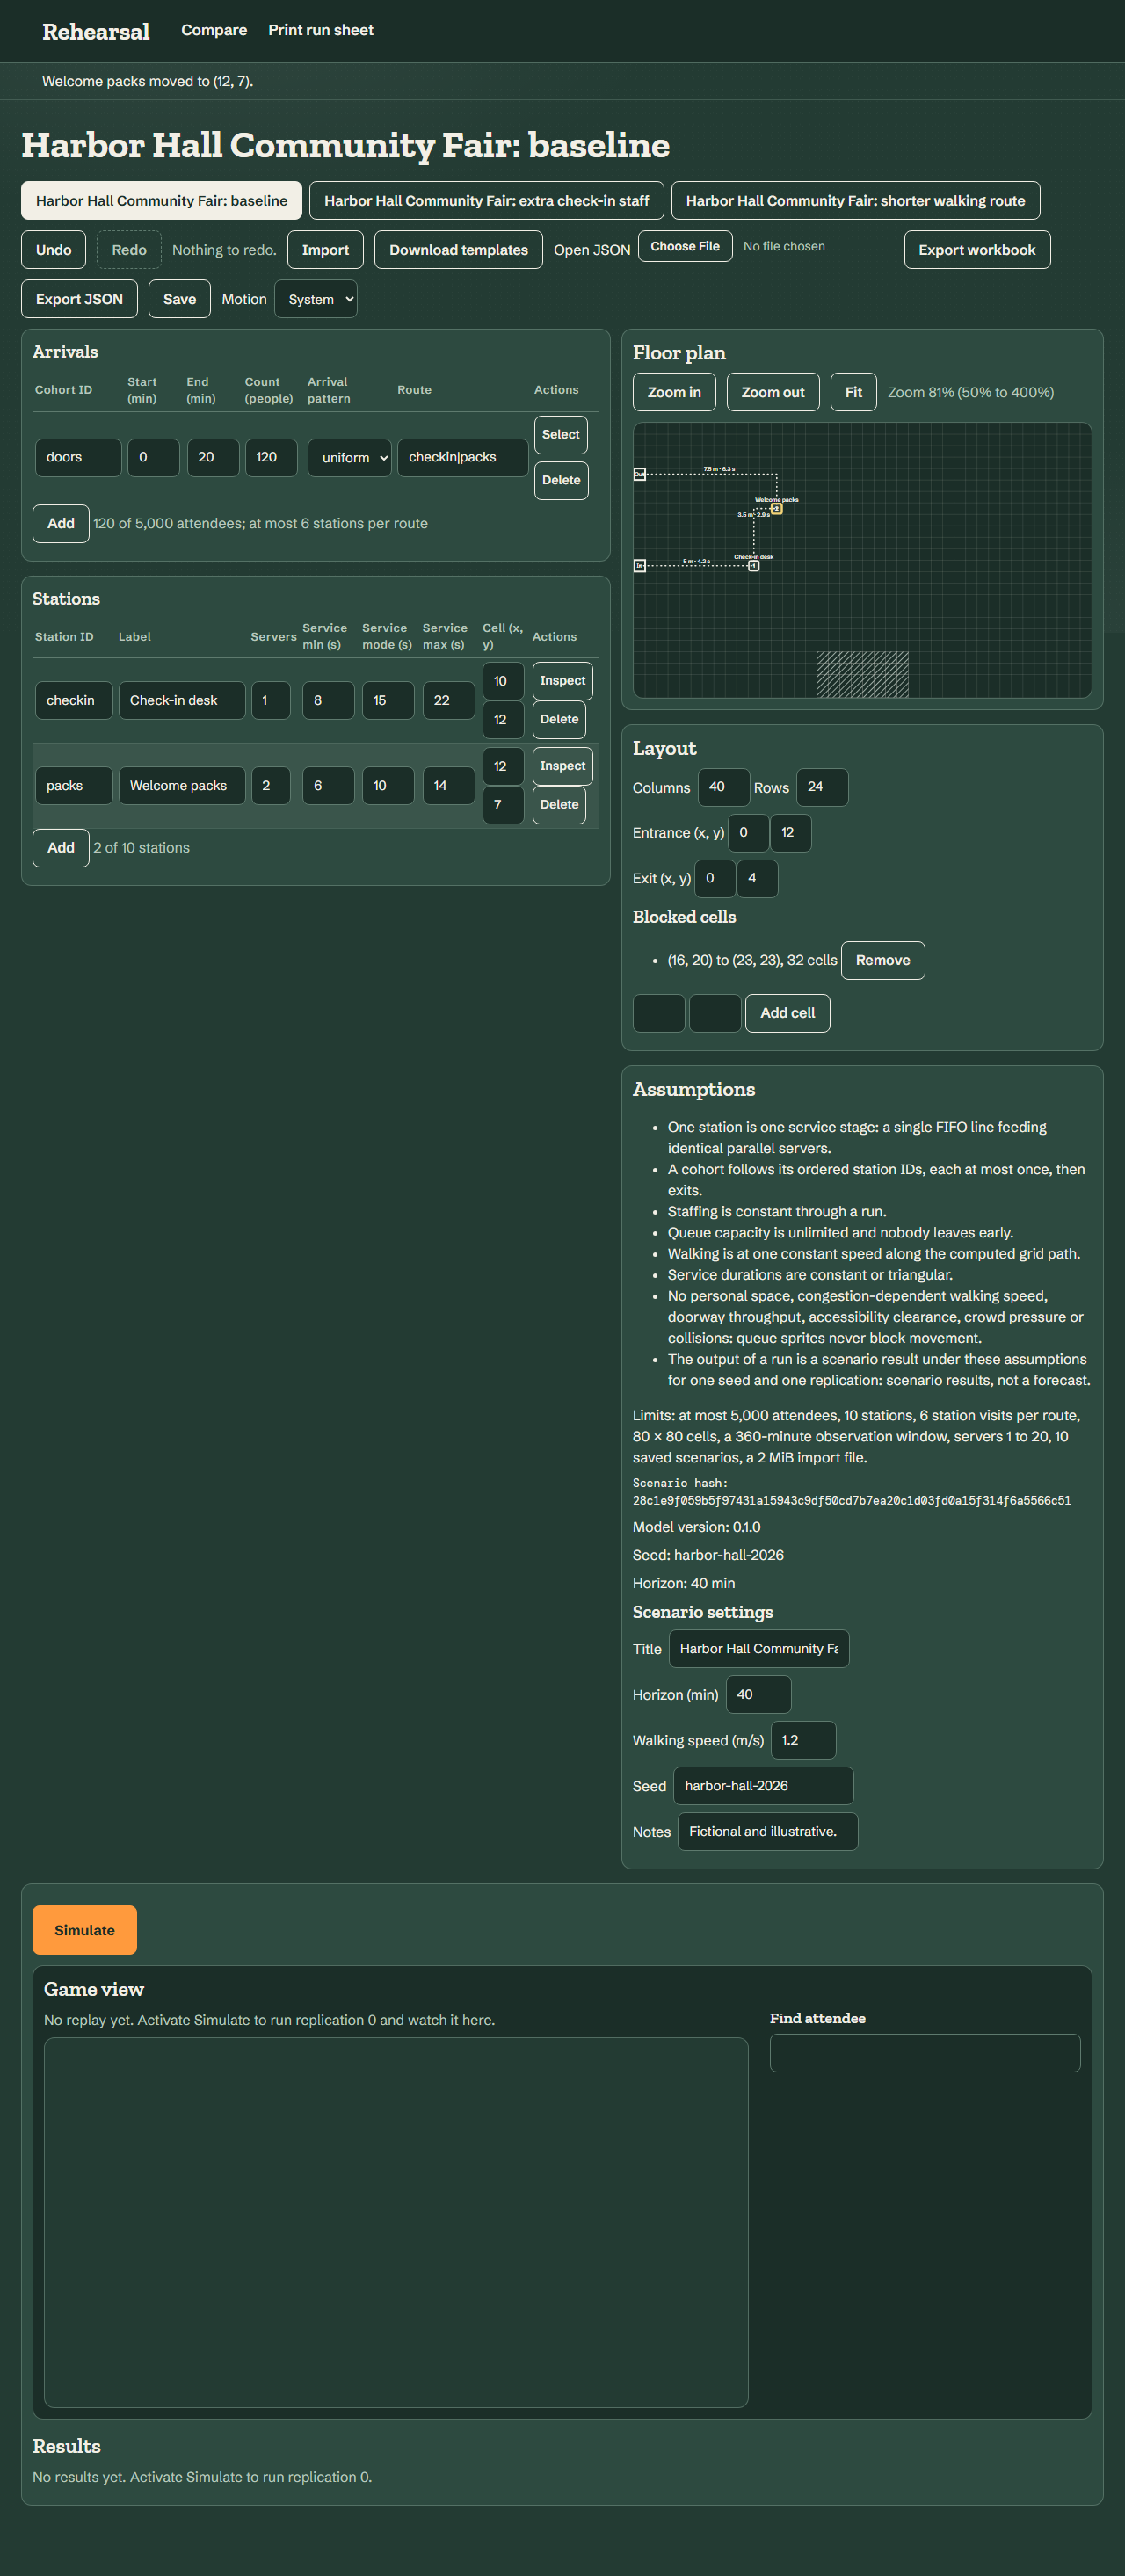 Rehearsal Compare Print run sheet
Welcome packs moved to (12, 7).
Harbor Hall Community Fair: baseline
Harbor Hall Community Fair: baseline Harbor Hall Community Fair: extra check-in staff Harbor Hall Community Fair: shorter walking route
Undo Redo Nothing to redo. Import Download templates Open JSON Choose File No file chosen Export workbook
Export JSON Save Motion System
Arrivals
Cohort ID Start (min) End (min) Count (people) Arrival pattern Route Actions
doors 0 20 120 uniform checkin|packs Select Delete
Add 120 of 5,000 attendees; at most 6 stations per route
Stations
Station ID Label Servers Service min (s) Service mode (s) Service max (s) Cell (x, y) Actions
checkin Check-in desk 1 8 15 22 10 12 Inspect Delete
packs Welcome packs 2 6 10 14 12 7 Inspect Delete
Add 2 of 10 stations
Floor plan
Zoom in Zoom out Fit Zoom 81% (50% to 400%)
Out 7.5 m · 6.3 s
Welcome packs
3.5 m · 2.9 s
Check-in desk
In 5 m · 4.2 s
Layout
Columns 40 Rows 24
Entrance (x, y) 0 12
Exit (x, y) 0 4
Blocked cells
• (16, 20) to (23, 23), 32 cells Remove
Add cell
Assumptions
• One station is one service stage: a single FIFO line feeding
identical parallel servers.
• A cohort follows its ordered station IDs, each at most once, then
exits.
• Staffing is constant through a run.
• Queue capacity is unlimited and nobody leaves early.
• Walking is at one constant speed along the computed grid path.
• Service durations are constant or triangular.
• No personal space, congestion-dependent walking speed,
doorway throughput, accessibility clearance, crowd pressure or
collisions: queue sprites never block movement.
• The output of a run is a scenario result under these assumptions
for one seed and one replication: scenario results, not a forecast.
Limits: at most 5,000 attendees, 10 stations, 6 station visits per route,
80 × 80 cells, a 360-minute observation window, servers 1 to 20, 10
saved scenarios, a 2 MiB import file.
Scenario hash:
28c1e9f059b5f97431a15943c9df50cd7b7ea20c1d03fd0a15f314f6a5566c51
Model version: 0.1.0
Seed: harbor-hall-2026
Horizon: 40 min
Scenario settings
Title Harbor Hall Community Fa
Horizon (min) 40
Walking speed (m/s) 1.2
Seed harbor-hall-2026
Notes Fictional and illustrative.
Simulate
Game view
No replay yet. Activate Simulate to run replication 0 and watch it here.
Find attendee
Results
No results yet. Activate Simulate to run replication 0.